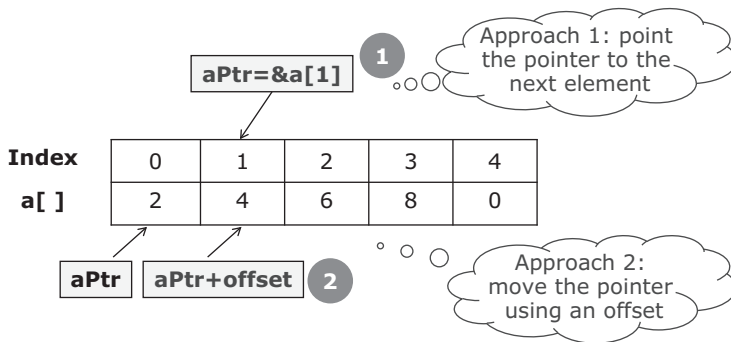 1
aPtr=&a[1]
Approach 1: point
the pointer to the
next element
Index 0 1 2 3 4
a[ ] 2 4 6 8 0
aPtr aPtr+offset 2
Approach 2:
move the pointer
using an offset